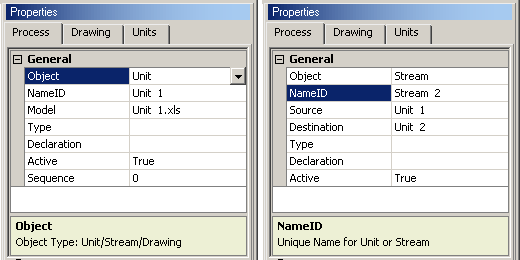 Properties
Process Drawing Units
General
Object Unit
NameID Unit 1
Model Unit 1.xls
Type
Declaration
Active True
Sequence 0
Object
Object Type: Unit/Stream/Drawing
Properties
Process Drawing Units
General
Object Stream
NameID Stream 2
Source Unit 1
Destination Unit 2
Type
Declaration
Active True
NameID
Unique Name for Unit or Stream